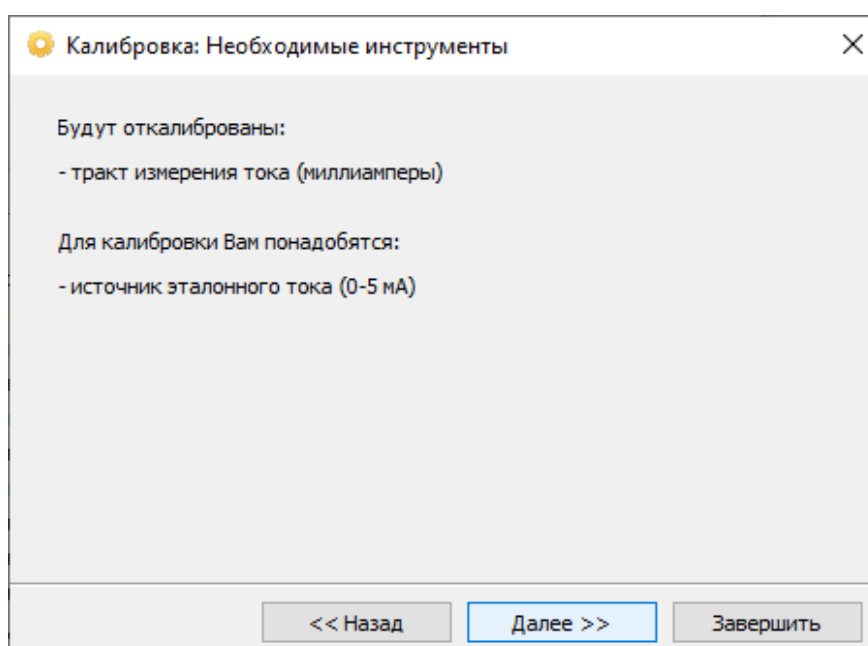 Калибровка: Необходимые инструменты
Будут откалиброваны:
- тракт измерения тока (миллиамперы)
Для калибровки Вам понадобятся:
- источник эталонного тока (0-5 мА)
<< Назад
Далее >>
Завершить